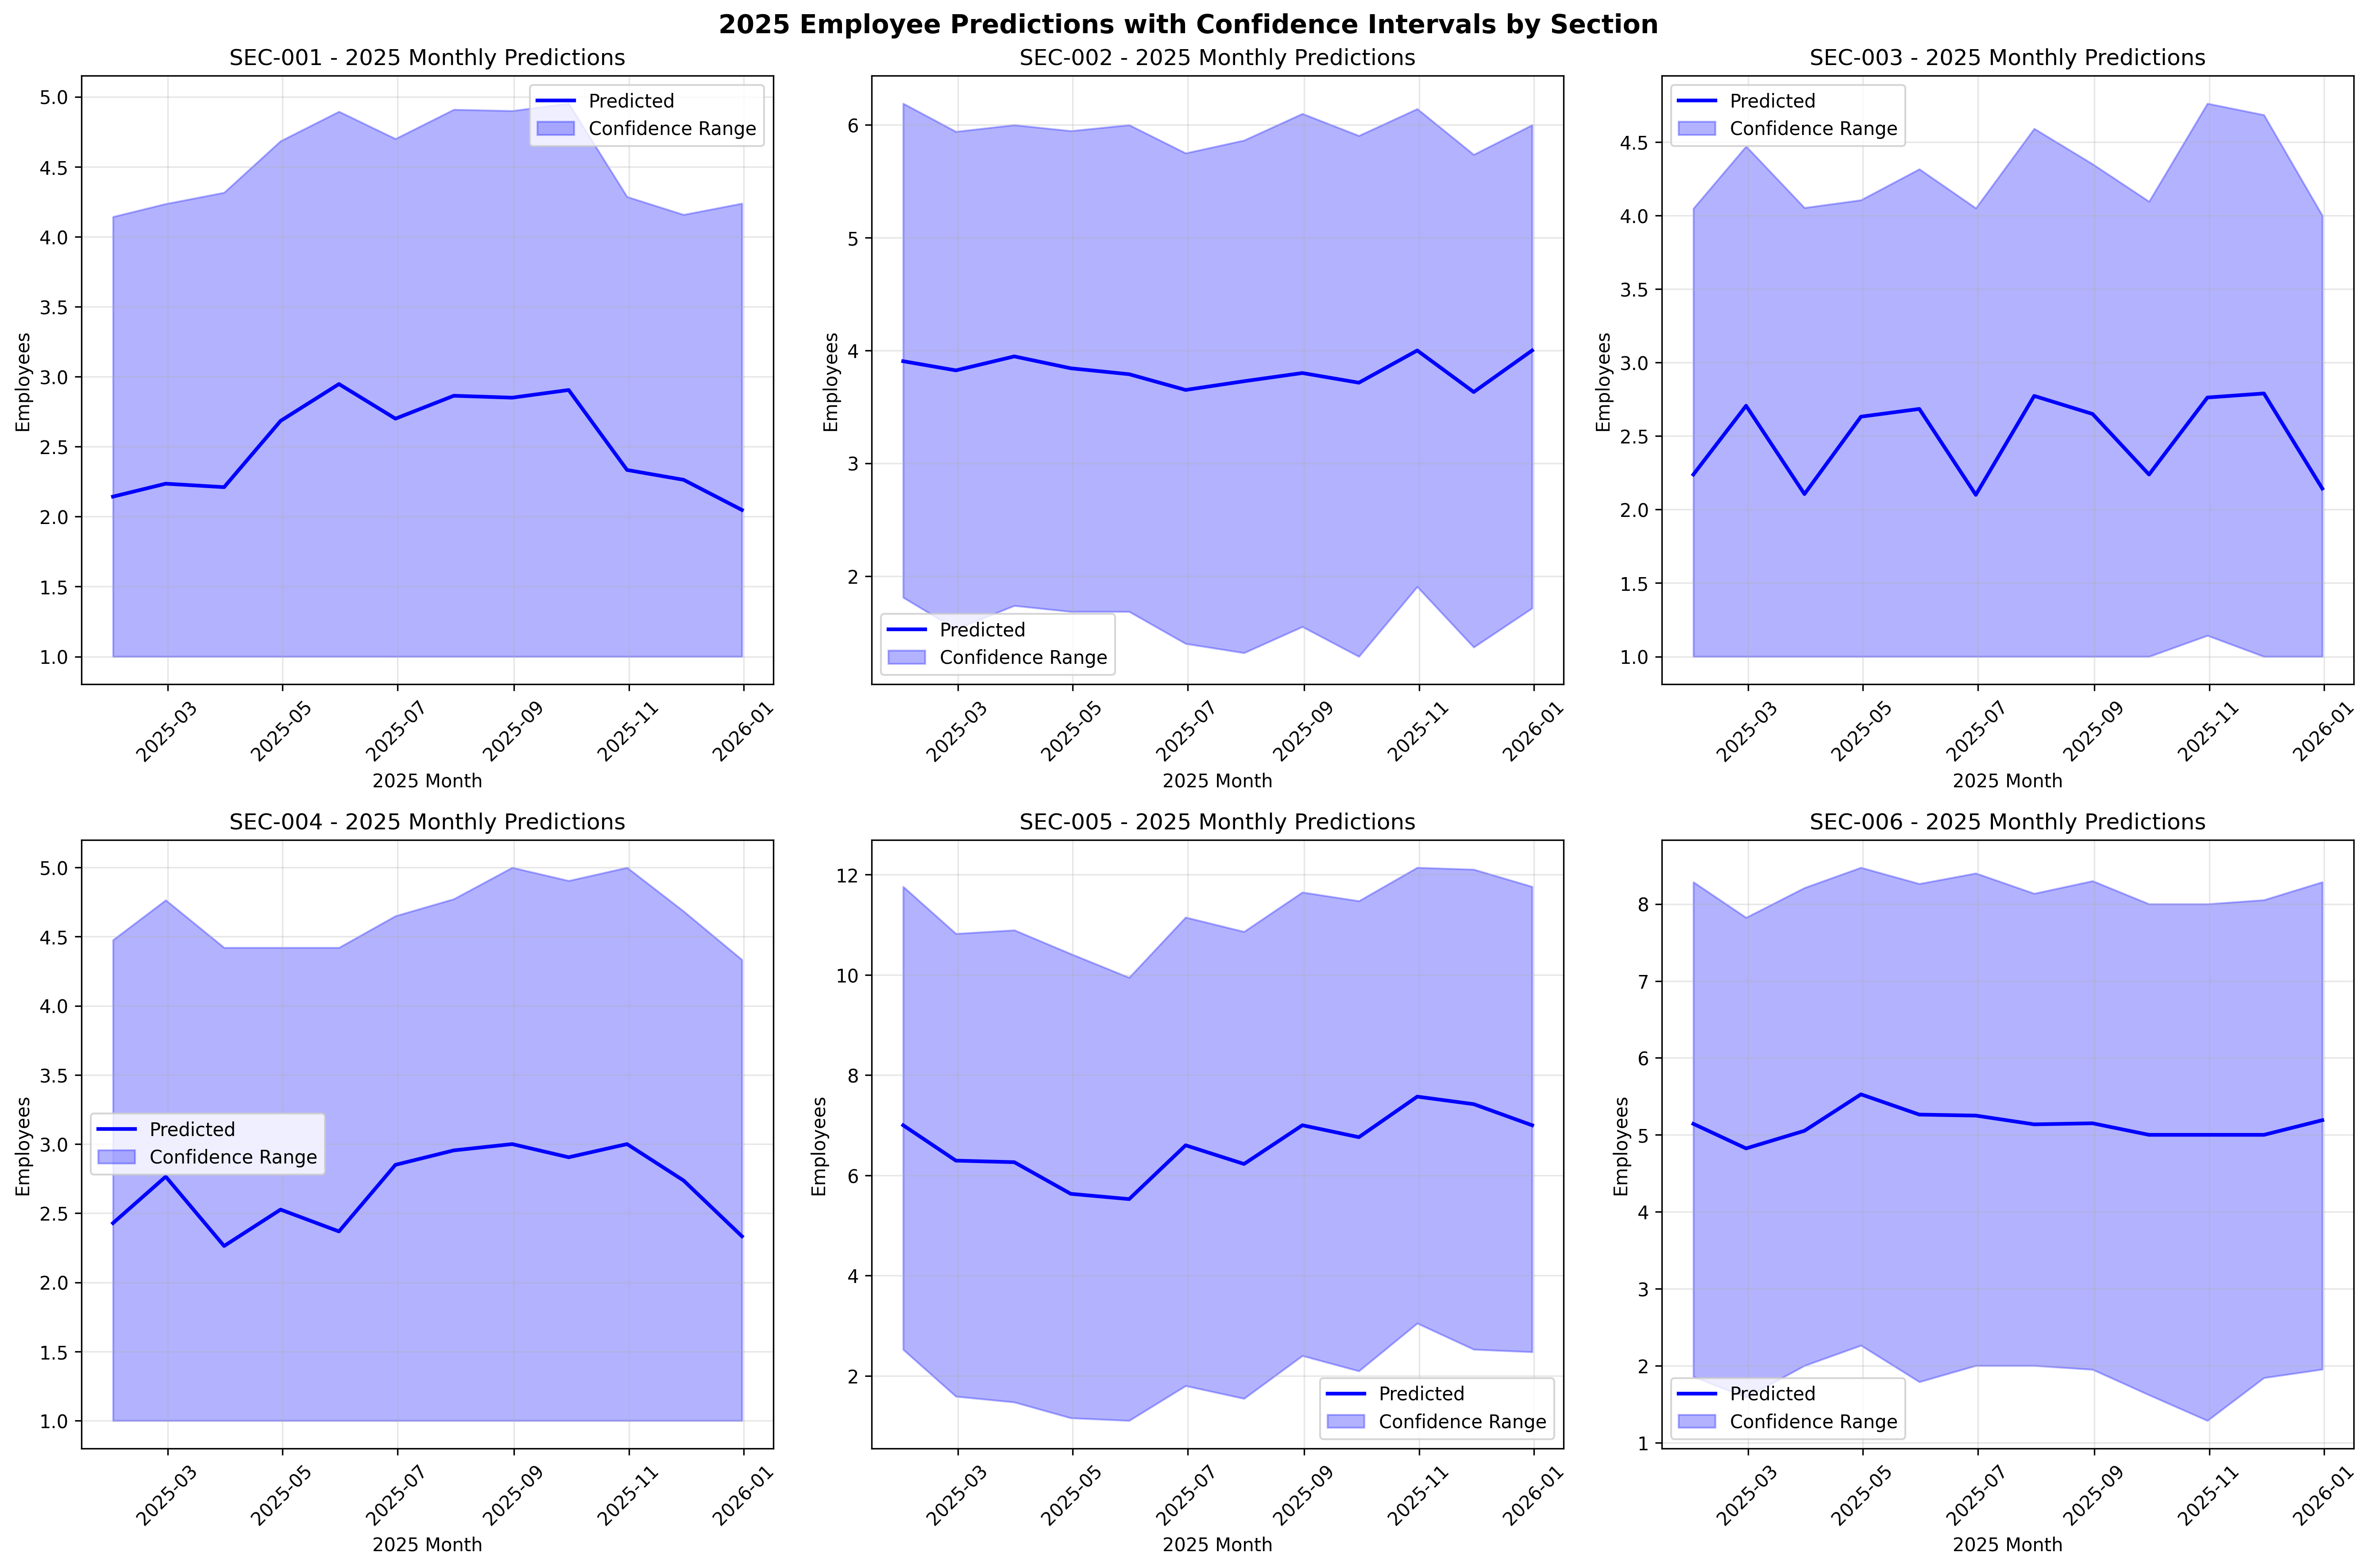 2025 Employee Predictions with Confidence Intervals by Section
SEC-001 - 2025 Monthly Predictions
Predicted
Confidence Range
Employees
5.0
4.5
4.0
3.5
3.0
2.5
2.0
1.5
1.0
2025-03
2025-05
2025-07
2025-09
2025-11
2026-01
2025 Month
SEC-002 - 2025 Monthly Predictions
Employees
6
5
4
3
2
Predicted
Confidence Range
2025-03
2025-05
2025-07
2025-09
2025-11
2026-01
2025 Month
SEC-003 - 2025 Monthly Predictions
Predicted
Confidence Range
Employees
4.5
4.0
3.5
3.0
2.5
2.0
1.5
1.0
2025-03
2025-05
2025-07
2025-09
2025-11
2026-01
2025 Month
SEC-004 - 2025 Monthly Predictions
Employees
5.0
4.5
4.0
3.5
3.0
2.5
2.0
1.5
1.0
Predicted
Confidence Range
2025-03
2025-05
2025-07
2025-09
2025-11
2026-01
2025 Month
SEC-005 - 2025 Monthly Predictions
Employees
12
10
8
6
4
2
Predicted
Confidence Range
2025-03
2025-05
2025-07
2025-09
2025-11
2026-01
2025 Month
SEC-006 - 2025 Monthly Predictions
Employees
8
7
6
5
4
3
2
1
Predicted
Confidence Range
2025-03
2025-05
2025-07
2025-09
2025-11
2026-01
2025 Month